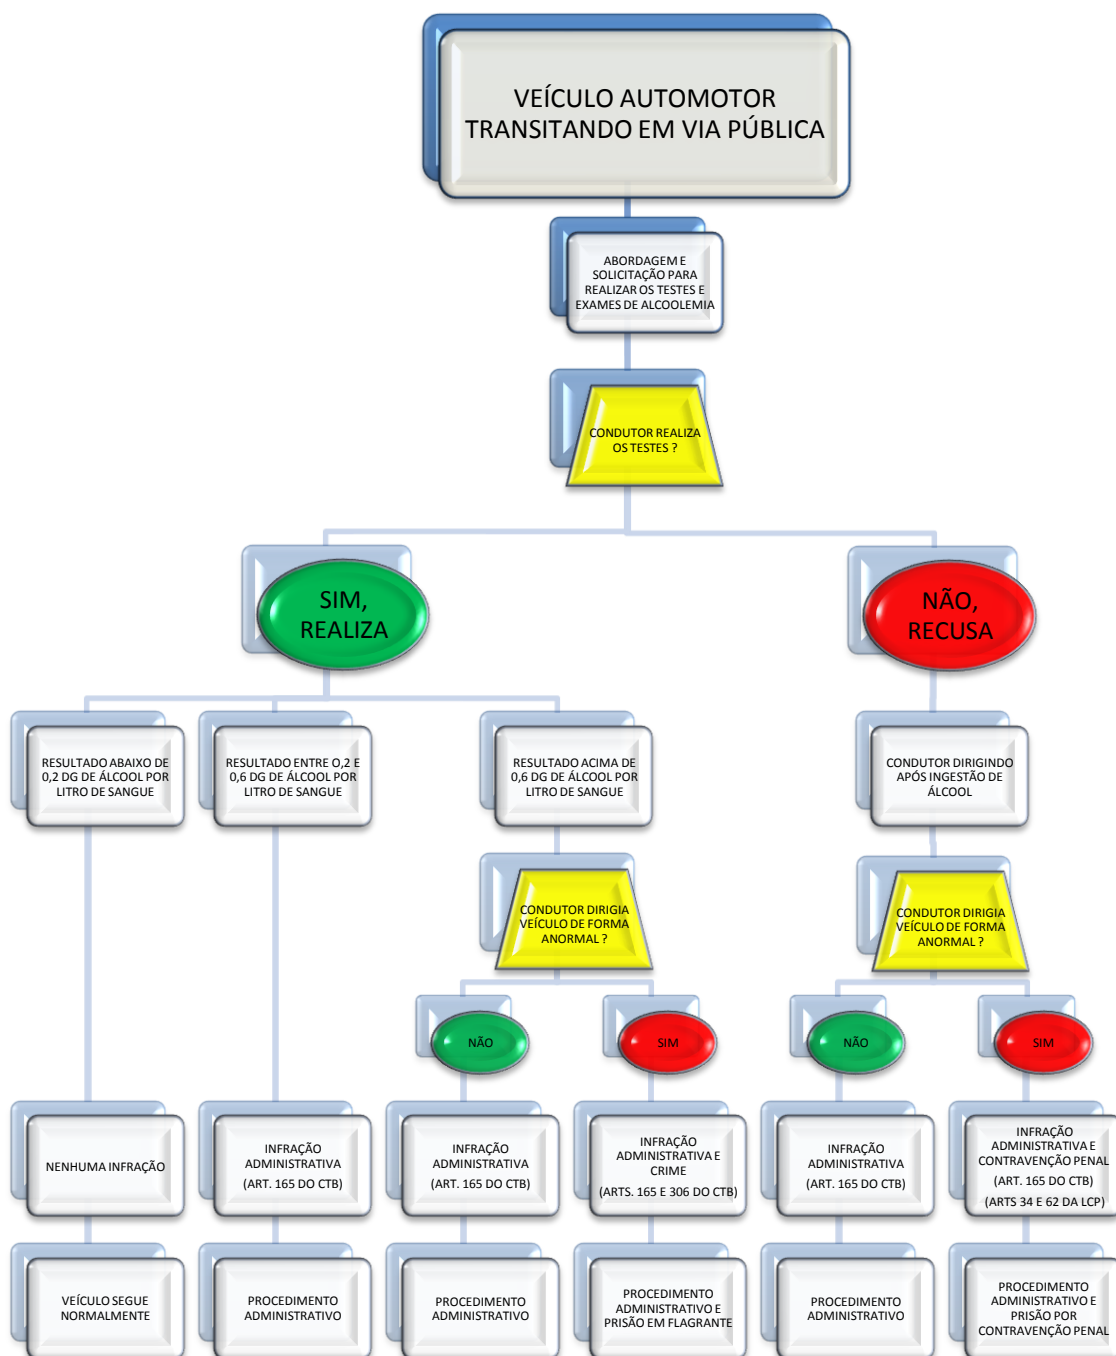 VEÍCULO AUTOMOTOR
TRANSITANDO EM VIA PÚBLICA
ABORDAGEM E
SOLICITAÇÃO PARA
REALIZAR OS TESTES E
EXAMES DE ALCOOLEMIA
CONDUTOR REALIZA
OS TESTES ?
SIM,
REALIZA
NÃO,
RECUSA
RESULTADO ABAIXO DE
0,2 DG DE ÁLCOOL POR
LITRO DE SANGUE
RESULTADO ENTRE O,2 E
0,6 DG DE ÁLCOOL POR
LITRO DE SANGUE
RESULTADO ACIMA DE
0,6 DG DE ÁLCOOL POR
LITRO DE SANGUE
CONDUTOR DIRIGINDO
APÓS INGESTÃO DE
ÁLCOOL
CONDUTOR DIRIGIA
VEÍCULO DE FORMA
ANORMAL ?
CONDUTOR DIRIGIA
VEÍCULO DE FORMA
ANORMAL ?
NÃO
SIM
NÃO
SIM
NENHUMA INFRAÇÃO
INFRAÇÃO
ADMINISTRATIVA
(ART. 165 DO CTB)
INFRAÇÃO
ADMINISTRATIVA
(ART. 165 DO CTB)
INFRAÇÃO
ADMINISTRATIVA E
CRIME
(ARTS. 165 E 306 DO CTB)
INFRAÇÃO
ADMINISTRATIVA
(ART. 165 DO CTB)
INFRAÇÃO
ADMINISTRATIVA E
CONTRAVENÇÃO PENAL
(ART. 165 DO CTB)
(ARTS 34 E 62 DA LCP)
VEÍCULO SEGUE
NORMALMENTE
PROCEDIMENTO
ADMINISTRATIVO
PROCEDIMENTO
ADMINISTRATIVO
PROCEDIMENTO
ADMINISTRATIVO E
PRISÃO EM FLAGRANTE
PROCEDIMENTO
ADMINISTRATIVO
PROCEDIMENTO
ADMINISTRATIVO E
PRISÃO POR
CONTRAVENÇÃO PENAL